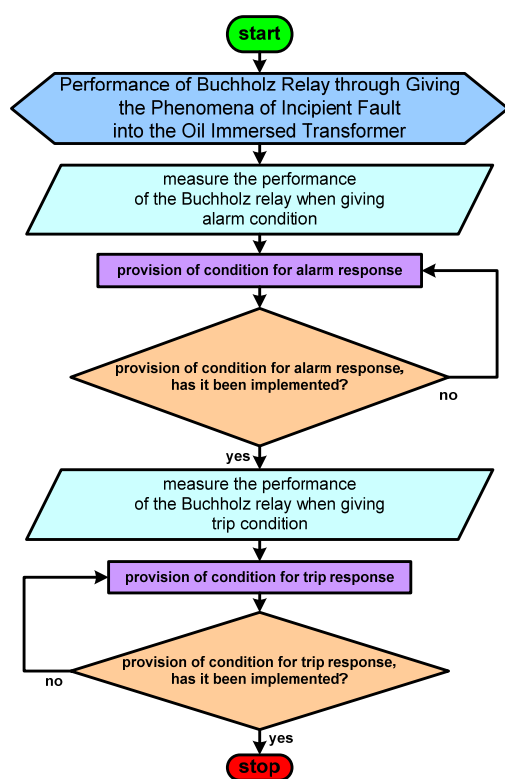 start
Performance of Buchholz Relay through Giving
the Phenomena of Incipient Fault
into the Oil Immersed Transformer
measure the performance
of the Buchholz relay when giving
alarm condition
provision of condition for alarm response
provision of condition for alarm response,
has it been implemented?
no
yes
measure the performance
of the Buchholz relay when giving
trip condition
provision of condition for trip response
provision of condition for trip response,
has it been implemented?
no
yes
stop